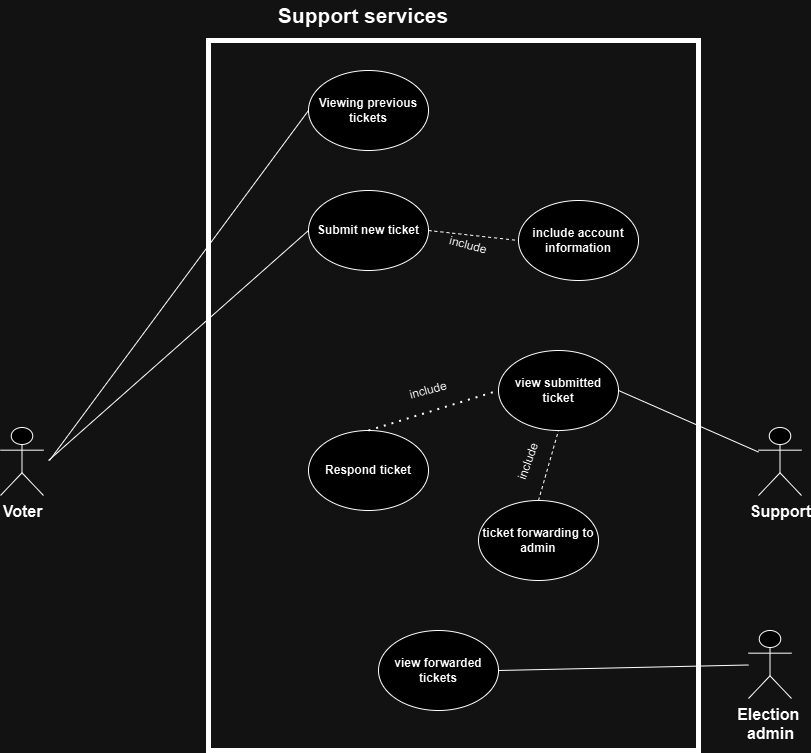 Support services
Viewing previous
tickets
Submit new ticket
include
include account
information
view submitted
ticket
include
Respond ticket
include
ticket forwarding to
admin
Voter
Support
view forwarded
tickets
Election
admin